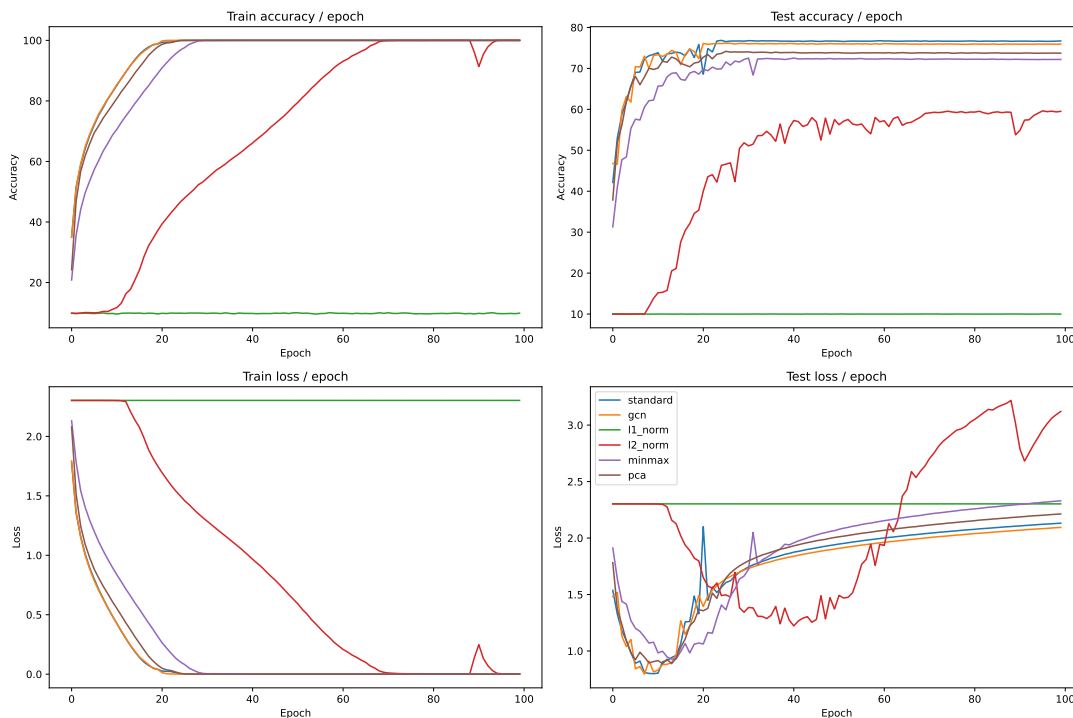 Train accuracy / epoch
100
80
60
40
20
Accuracy
0
20
40
60
80
100
Epoch
Test accuracy / epoch
80
70
60
50
40
30
20
10
Accuracy
0
20
40
60
80
100
Epoch
Train loss / epoch
2.0
1.5
1.0
0.5
0.0
Loss
0
20
40
60
80
100
Epoch
Test loss / epoch
3.0
2.5
2.0
1.5
1.0
Loss
standard
gcn
l1_norm
l2_norm
minmax
pca
0
20
40
60
80
100
Epoch